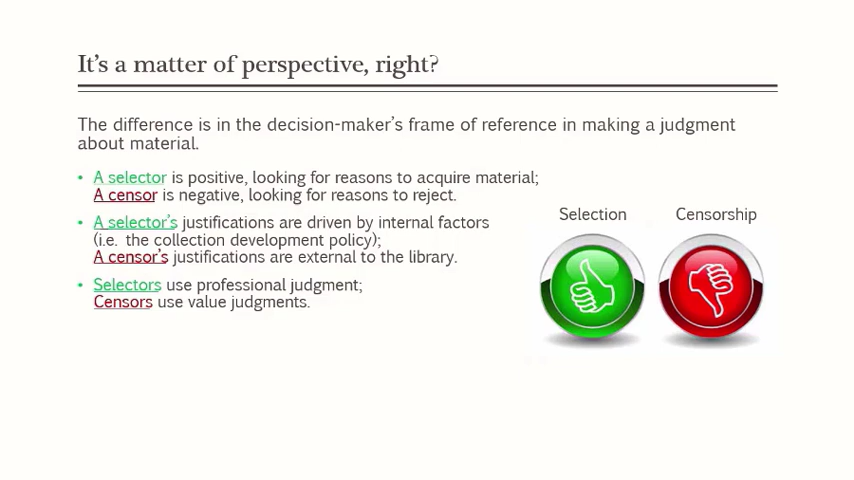 It's a matter of perspective, right?
The difference is in the decision-maker's frame of reference in making a judgment
about material.
• A selector is positive, looking for reasons to acquire material;
A censor is negative, looking for reasons to reject.
• A selector's justifications are driven by internal factors
(i.e. the collection development policy);
A censor's justifications are external to the library.
• Selectors use professional judgment;
Censors use value judgments.
Selection
Censorship